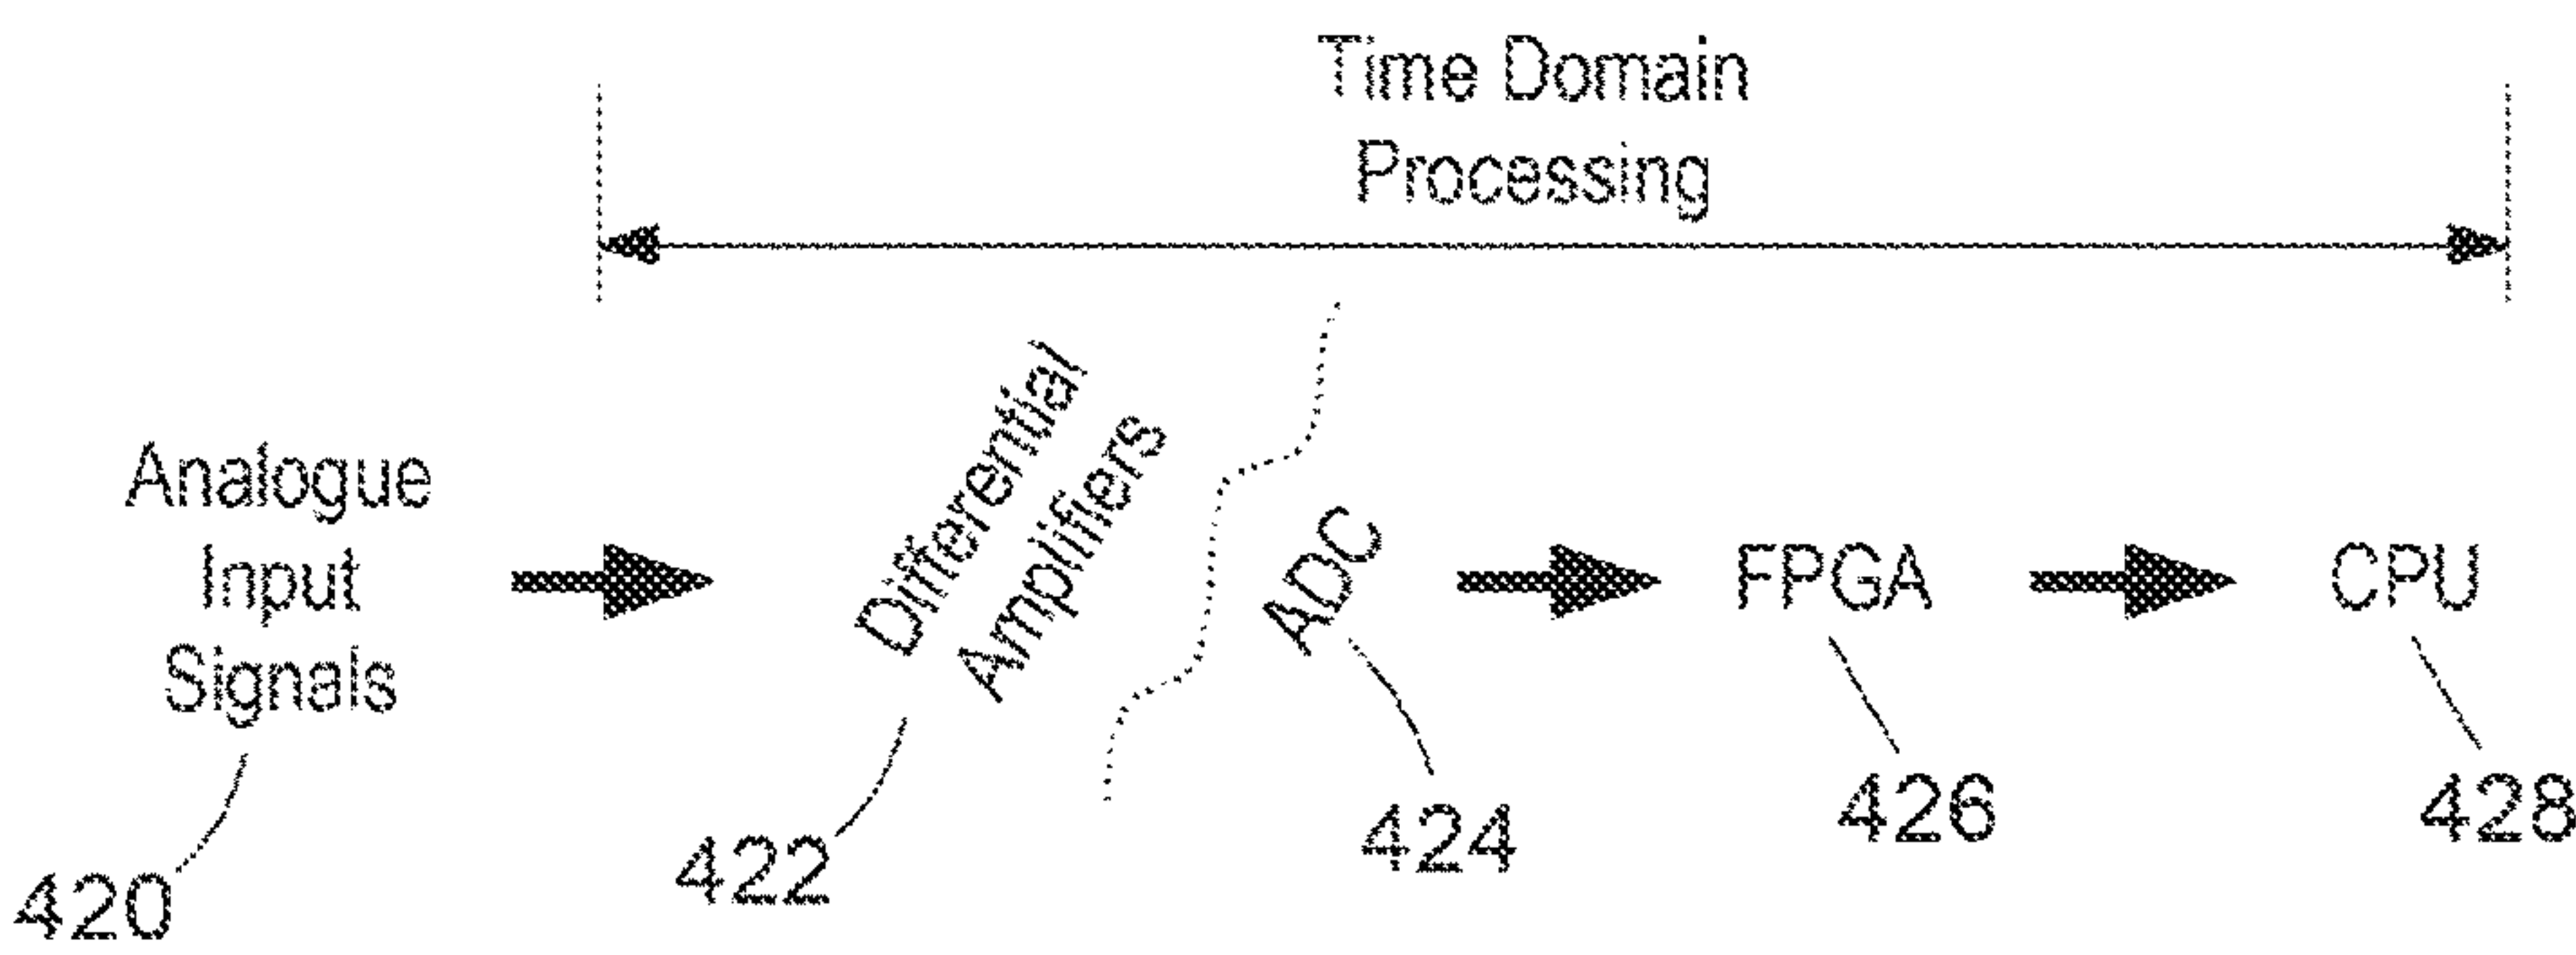 Time Domain
Processing
Analogue
Input
Signals
Differential
Amplifiers
ADC
FPGA
CPU
420
422
424
426
428